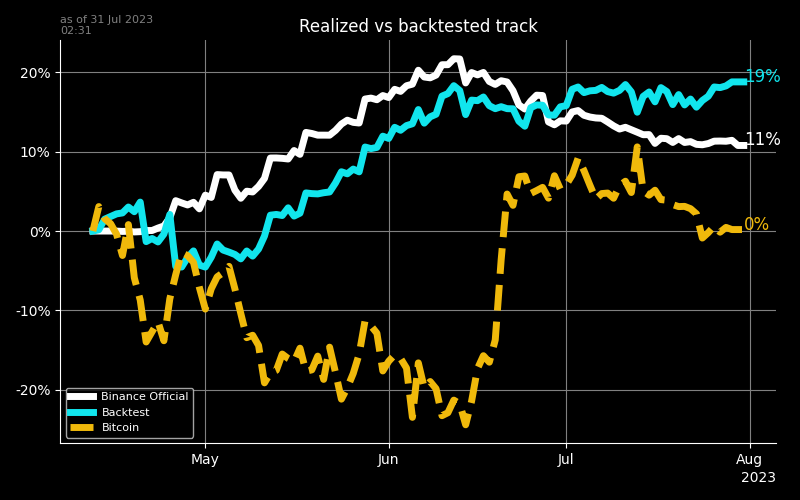 as of 31 Jul 2023
02:31
Realized vs backtested track
20%
10%
0%
-10%
-20%
19%
11%
0%
Binance Official
Backtest
Bitcoin
May
Jun
Jul
Aug
2023